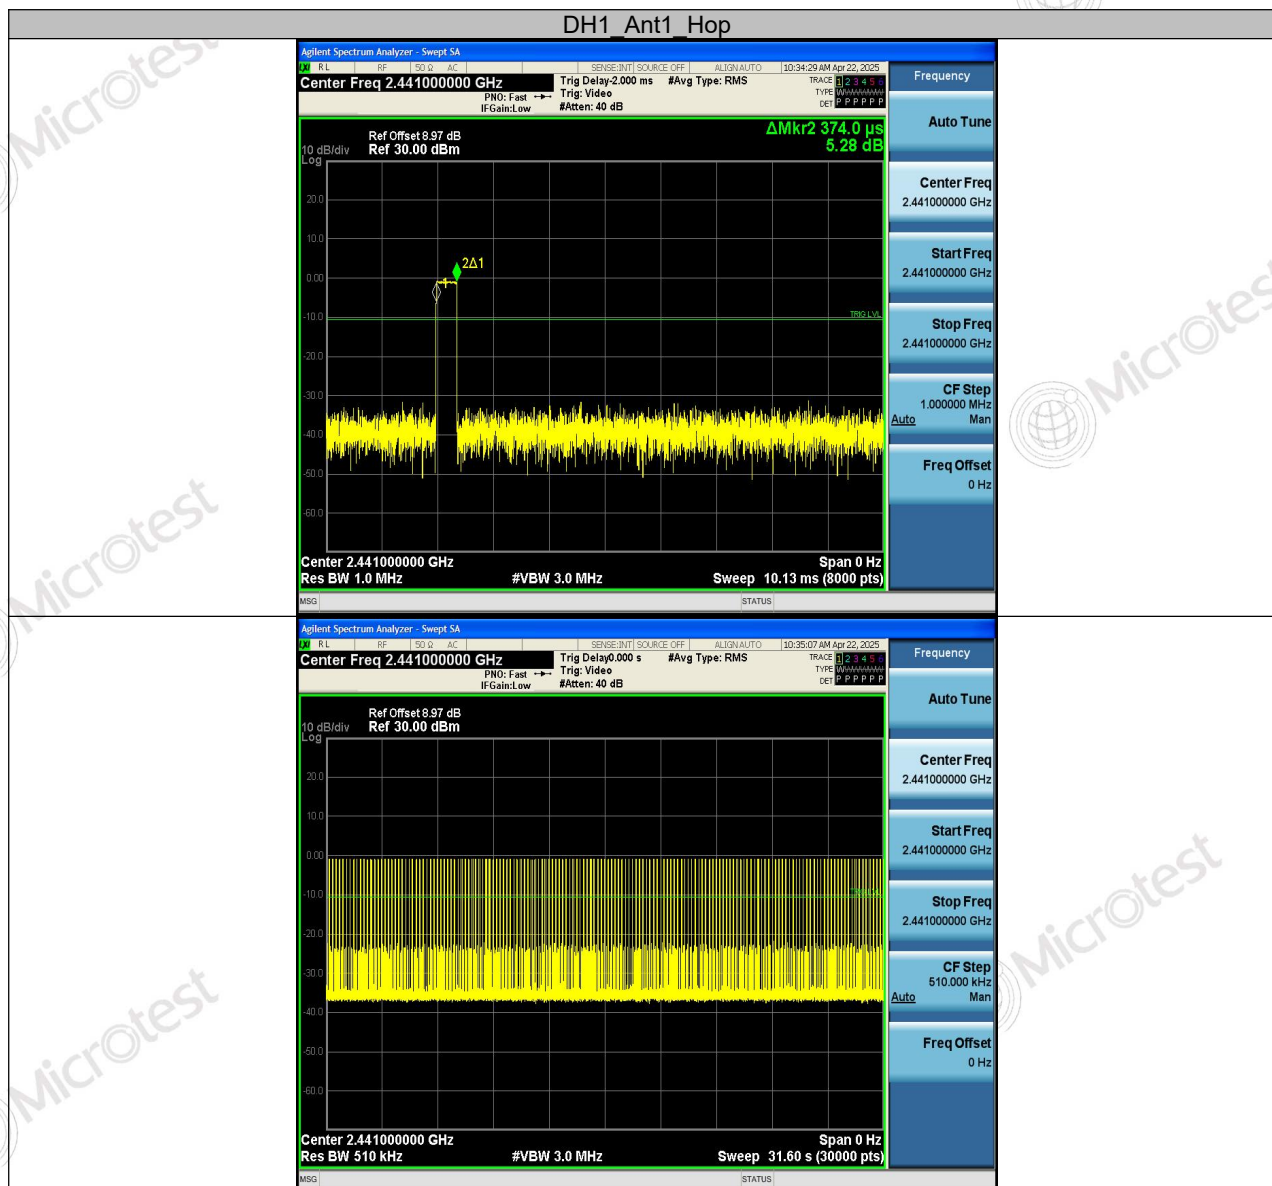 DH1_Ant1_Hop
Agilent Spectrum Analyzer - Swept SA
RL RF 50 Ω AC SENSE:INT SOURCE OFF ALIGN AUTO 10:34:29 AM Apr 22, 2025
Center Freq 2.441000000 GHz
Trig Delay-2.000 ms #Avg Type: RMS
TRACE 1 2 3 4 5 6
PNO: Fast Trig: Video
TYPE
IFGain:Low #Atten: 40 dB
DET P P P P P P
Frequency
Auto Tune
ΔMkr2 374.0 µs
5.28 dB
Ref Offset 8.97 dB
10 dB/div Ref 30.00 dBm
Log
20.0
10.0
0.00
-10.0
-20.0
-30.0
-40.0
-50.0
-60.0
2Δ1
1
TRIG LVL
Center Freq
2.441000000 GHz
Start Freq
2.441000000 GHz
Stop Freq
2.441000000 GHz
CF Step
1.000000 MHz
Auto Man
Freq Offset
0 Hz
Center 2.441000000 GHz Span 0 Hz
Res BW 1.0 MHz #VBW 3.0 MHz Sweep 10.13 ms (8000 pts)
MSG STATUS
Agilent Spectrum Analyzer - Swept SA
RL RF 50 Ω AC SENSE:INT SOURCE OFF ALIGN AUTO 10:35:07 AM Apr 22, 2025
Center Freq 2.441000000 GHz
Trig Delay0.000 s #Avg Type: RMS
TRACE 1 2 3 4 5 6
PNO: Fast Trig: Video
TYPE
IFGain:Low #Atten: 40 dB
DET P P P P P P
Frequency
Auto Tune
Ref Offset 8.97 dB
10 dB/div Ref 30.00 dBm
Log
20.0
10.0
0.00
-10.0
-20.0
-30.0
-40.0
-50.0
-60.0
Center Freq
2.441000000 GHz
Start Freq
2.441000000 GHz
Stop Freq
2.441000000 GHz
CF Step
510.000 kHz
Auto Man
Freq Offset
0 Hz
Center 2.441000000 GHz Span 0 Hz
Res BW 510 kHz #VBW 3.0 MHz Sweep 31.60 s (30000 pts)
MSG STATUS
Microtest
Microtest
Microtest
Microtest
Microtest